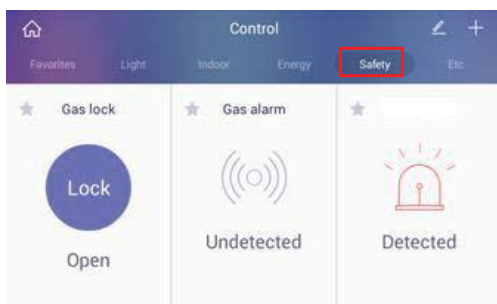 Control
Favorites Light Indoor Energy Safety Etc
Gas lock Gas alarm
Lock
Open Undetected Detected